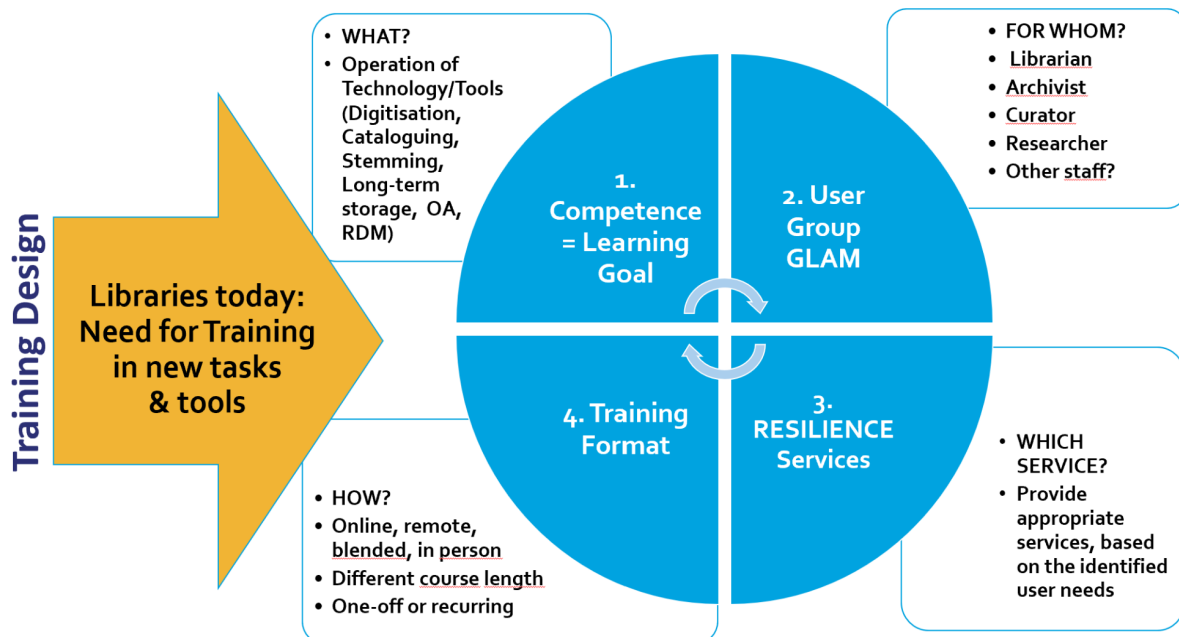 Training Design
Libraries today:
Need for Training
in new tasks
& tools
• WHAT?
• Operation of
Technology/Tools
(Digitisation,
Cataloguing,
Stemming,
Long-term
storage, OA,
RDM)
1.
Competence
= Learning
Goal
2. User
Group
GLAM
• FOR WHOM?
• Librarian
• Archivist
• Curator
• Researcher
• Other staff?
3.
RESILIENCE
Services
• WHICH
SERVICE?
• Provide
appropriate
services, based
on the identified
user needs
4. Training
Format
• HOW?
• Online, remote,
blended, in person
• Different course length
• One-off or recurring